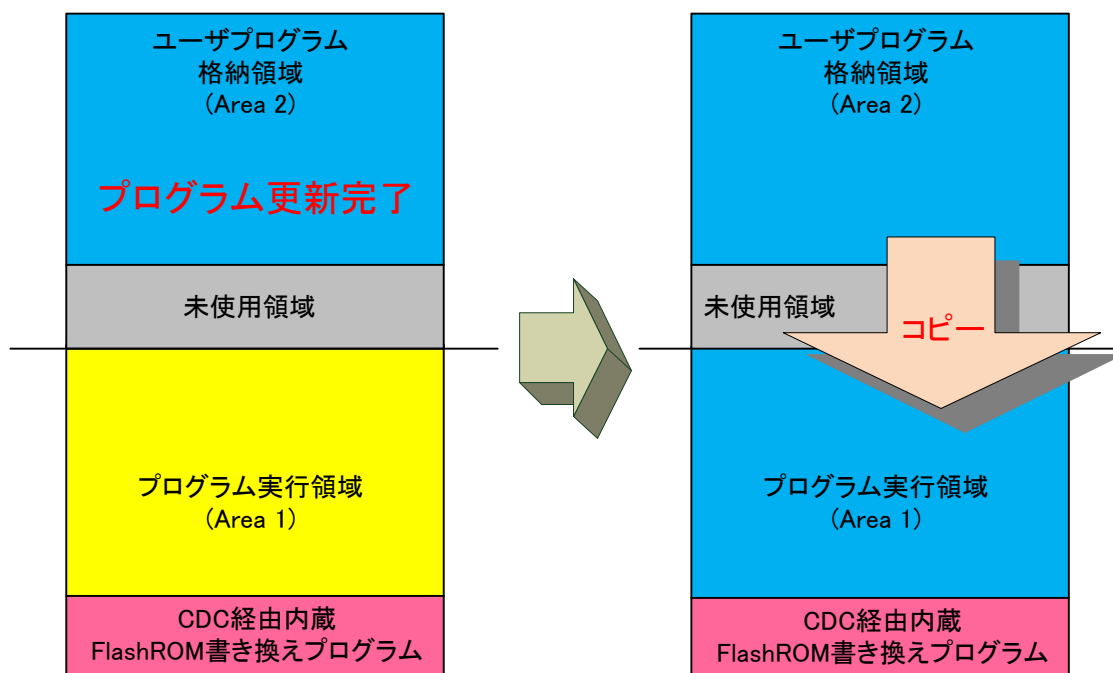 ユーザプログラム
格納領域
(Area 2)
プログラム更新完了
未使用領域
プログラム実行領域
(Area 1)
CDC経由内蔵
FlashROM書き換えプログラム
ユーザプログラム
格納領域
(Area 2)
未使用領域
コピー
プログラム実行領域
(Area 1)
CDC経由内蔵
FlashROM書き換えプログラム